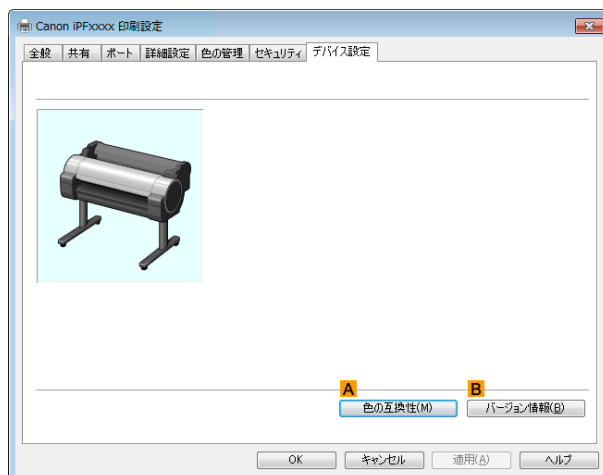 Canon iPFxxxx 印刷設定
全般 共有 ポート 詳細設定 色の管理 セキュリティ デバイス設定
A B
色の互換性(M) バージョン情報(B)
OK キャンセル 適用(A) ヘルプ